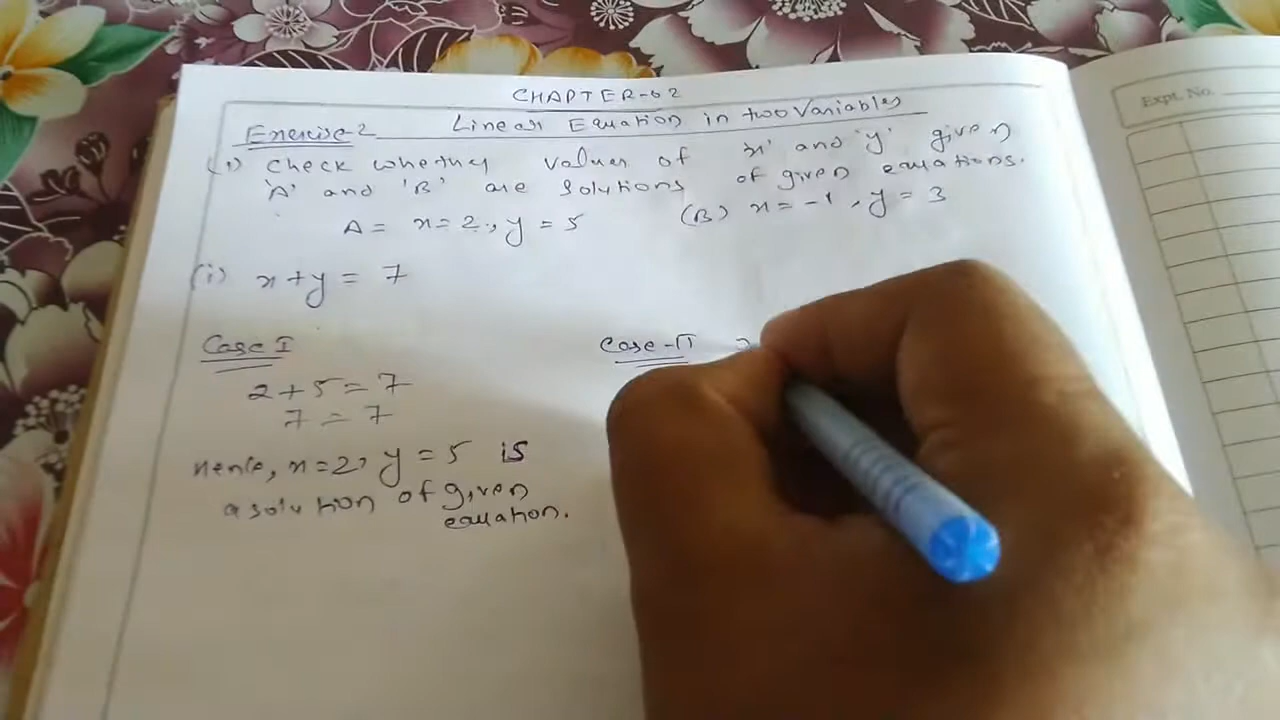 CHAPTER-02
Linear Equation in two Variables
Exercise-2
(1) Check whether values of 'x' and 'y' given
'A' and 'B' are solutions of given equations.
A = x=2, y = 5 (B) x = -1, y = 3
(i) x+y = 7
Case I
2+5=7
7 = 7
Hence, x=2, y = 5 is
a solution of given
equation.
Case-II
Expt. No.